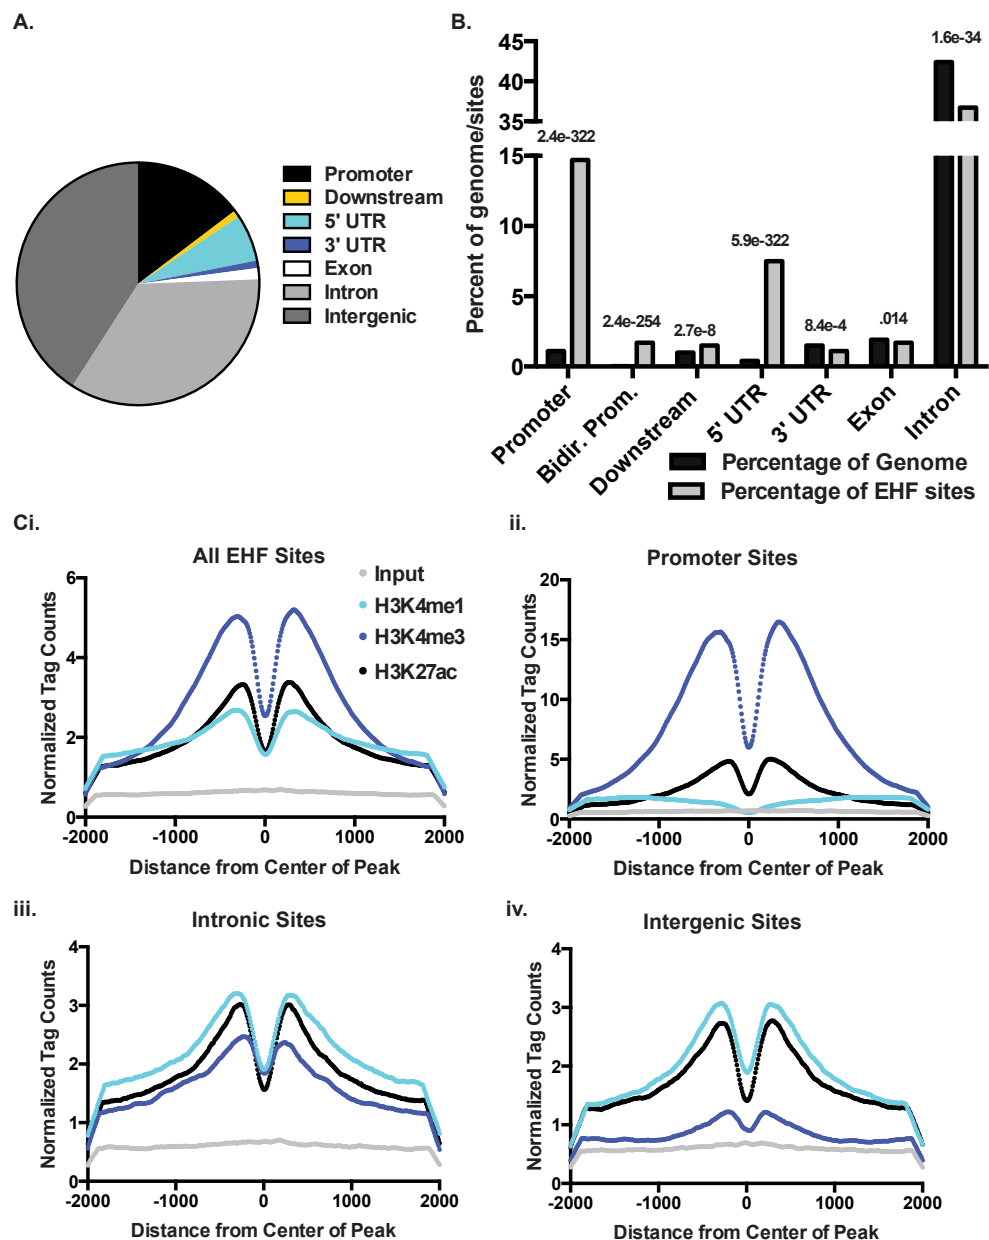 A.
Promoter
Downstream
5' UTR
3' UTR
Exon
Intron
Intergenic
B.
Percent of genome/sites
45
40
35
15
10
5
0
2.4e-322
2.4e-254
2.7e-8
5.9e-322
8.4e-4
.014
1.6e-34
Promoter
Bidir. Prom.
Downstream
5' UTR
3' UTR
Exon
Intron
Percentage of Genome
Percentage of EHF sites
Ci.
All EHF Sites
Input
H3K4me1
H3K4me3
H3K27ac
Normalized Tag Counts
6
4
2
0
-2000 -1000 0 1000 2000
Distance from Center of Peak
ii.
Promoter Sites
Normalized Tag Counts
20
15
10
5
0
-2000 -1000 0 1000 2000
Distance from Center of Peak
iii.
Intronic Sites
Normalized Tag Counts
4
3
2
1
0
-2000 -1000 0 1000 2000
Distance from Center of Peak
iv.
Intergenic Sites
Normalized Tag Counts
4
3
2
1
0
-2000 -1000 0 1000 2000
Distance from Center of Peak